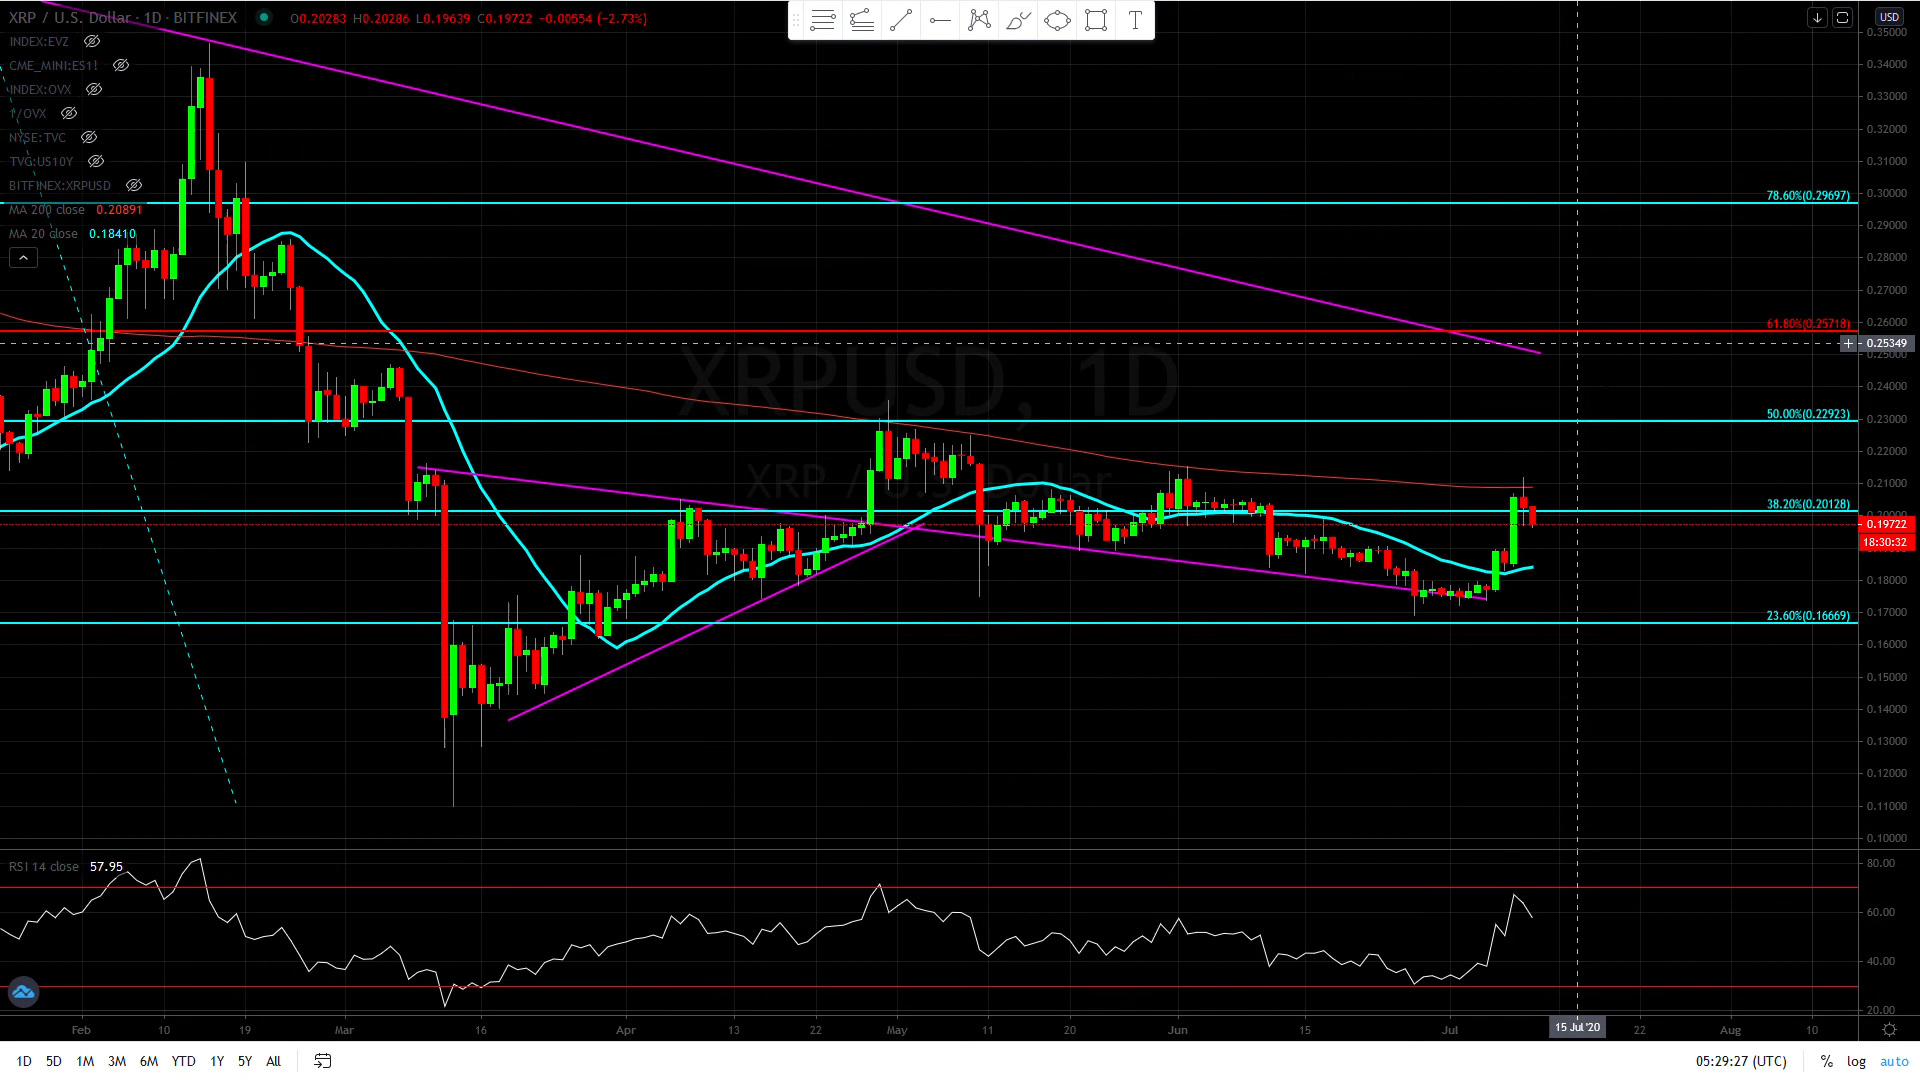 XRP / U.S. Dollar · 1D · BITFINEX O0.20283 H0.20286 L0.19639 C0.19722 −0.00554 (−2.73%)
T
USD
INDEX:EVZ
CME_MINI:ES1!
INDEX:OVX
1/OVX
NYSE:TVC
TVC:US10Y
BITFINEX:XRPUSD
MA 200 close 0.20891
MA 20 close 0.18410
XRPUSD, 1D
XRP / U.S. Dollar
78.60%(0.29697)
61.80%(0.25718)
50.00%(0.22923)
38.20%(0.20128)
23.60%(0.16669)
0.35000
0.34000
0.33000
0.32000
0.31000
0.30000
0.29000
0.28000
0.27000
0.26000
0.25349
0.25000
0.24000
0.23000
0.22000
0.21000
0.20000
0.19722
18:30:32
0.18000
0.17000
0.16000
0.15000
0.14000
0.13000
0.12000
0.11000
0.10000
RSI 14 close 57.95
80.00
60.00
40.00
20.00
Feb 10 19 Mar 16 Apr 13 22 May 11 20 Jun 15 Jul 15 Jul '20 22 Aug 10
1D 5D 1M 3M 6M YTD 1Y 5Y All 05:29:27 (UTC) % log auto